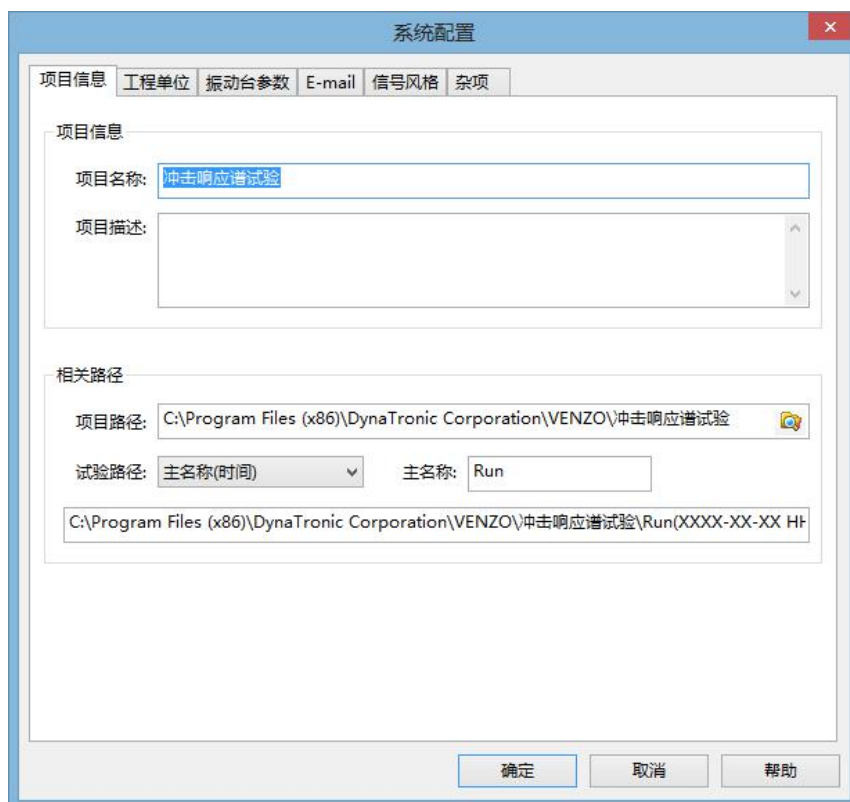 系统配置
项目信息 工程单位 振动台参数 E-mail 信号风格 杂项
项目信息
项目名称: 冲击响应谱试验
项目描述:
相关路径
项目路径: C:\Program Files (x86)\DynaTronic Corporation\VENZO\冲击响应谱试验
试验路径: 主名称(时间) 主名称: Run
C:\Program Files (x86)\DynaTronic Corporation\VENZO\冲击响应谱试验\Run(XXXX-XX-XX HH
确定 取消 帮助